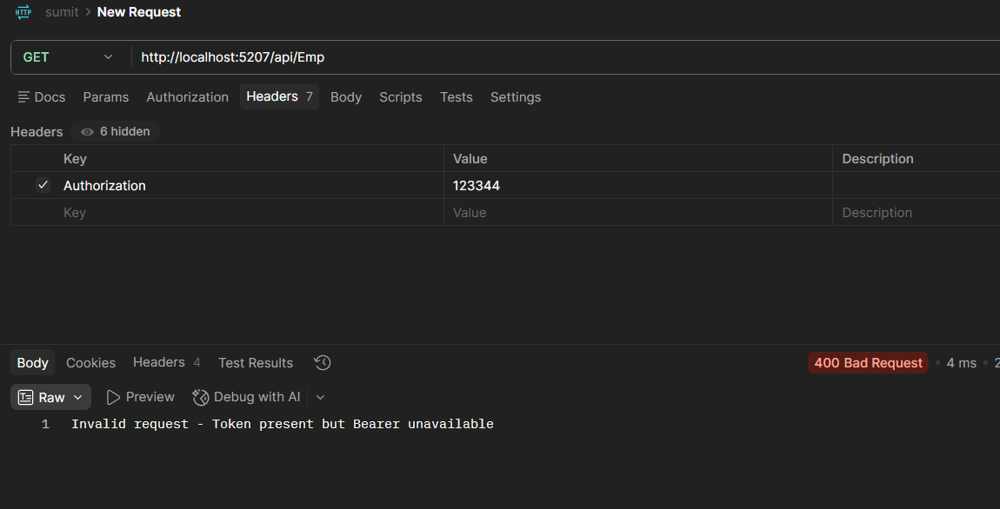 HTTP sumit > New Request
GET http://localhost:5207/api/Emp
Docs Params Authorization Headers 7 Body Scripts Tests Settings
Headers 6 hidden
Key Value Description
Authorization 123344
Key Value Description
Body Cookies Headers 4 Test Results 400 Bad Request • 4 ms • 2
Raw Preview Debug with AI
1 Invalid request - Token present but Bearer unavailable